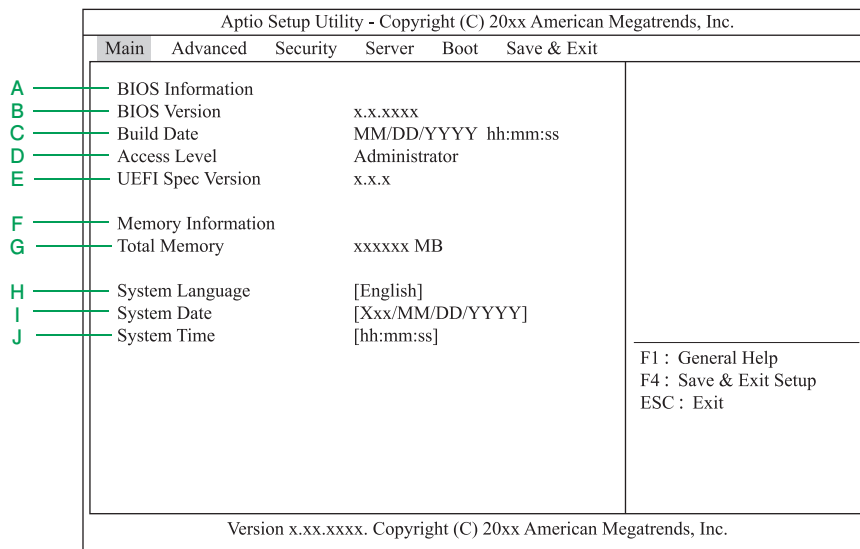 Aptio Setup Utility - Copyright (C) 20xx American Megatrends, Inc.
Main Advanced Security Server Boot Save & Exit
A BIOS Information
B BIOS Version x.x.xxxx
C Build Date MM/DD/YYYY hh:mm:ss
D Access Level Administrator
E UEFI Spec Version x.x.x
F Memory Information
G Total Memory xxxxxx MB
H System Language [English]
I System Date [Xxx/MM/DD/YYYY]
J System Time [hh:mm:ss]
F1 : General Help
F4 : Save & Exit Setup
ESC : Exit
Version x.xx.xxxx. Copyright (C) 20xx American Megatrends, Inc.